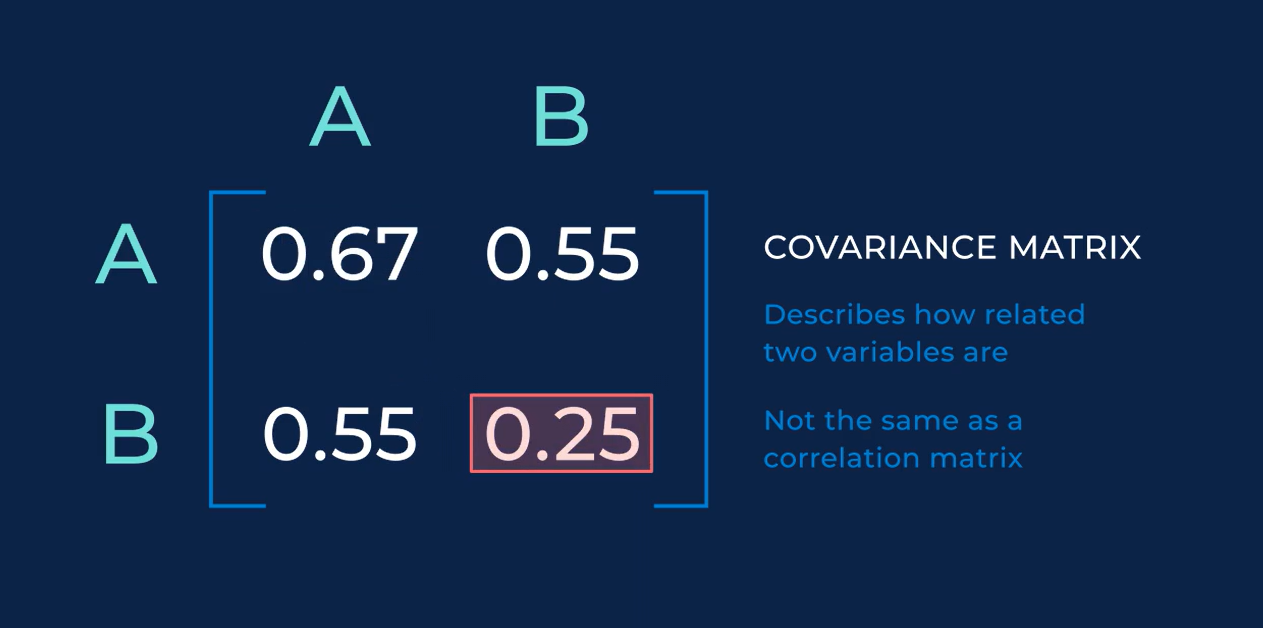 A B
A 0.67 0.55
B 0.55 0.25
COVARIANCE MATRIX
Describes how related
two variables are
Not the same as a
correlation matrix